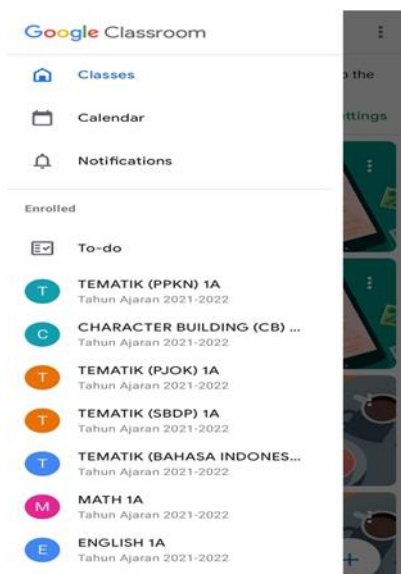 Google Classroom
Classes
o the
Calendar
ttings
Notifications
Enrolled
To-do
T
TEMATIK (PPKN) 1A
Tahun Ajaran 2021-2022
C
CHARACTER BUILDING (CB) ...
Tahun Ajaran 2021-2022
T
TEMATIK (PJOK) 1A
Tahun Ajaran 2021-2022
T
TEMATIK (SBDP) 1A
Tahun Ajaran 2021-2022
T
TEMATIK (BAHASA INDONES...
Tahun Ajaran 2021-2022
M
MATH 1A
Tahun Ajaran 2021-2022
E
ENGLISH 1A
Tahun Ajaran 2021-2022